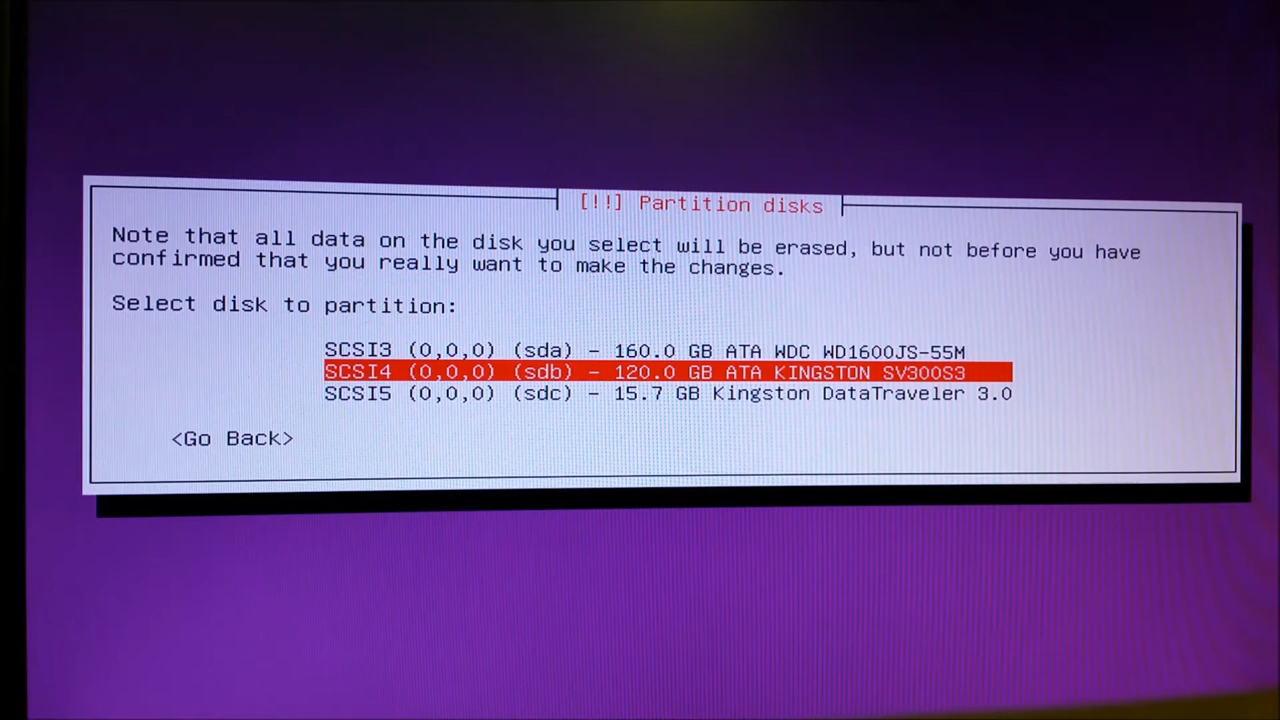 [!!] Partition disks
Note that all data on the disk you select will be erased, but not before you have
confirmed that you really want to make the changes.
Select disk to partition:
SCSI3 (0,0,0) (sda) - 160.0 GB ATA WDC WD1600JS-55M
SCSI4 (0,0,0) (sdb) - 120.0 GB ATA KINGSTON SV300S3
SCSI5 (0,0,0) (sdc) - 15.7 GB Kingston DataTraveler 3.0
<Go Back>